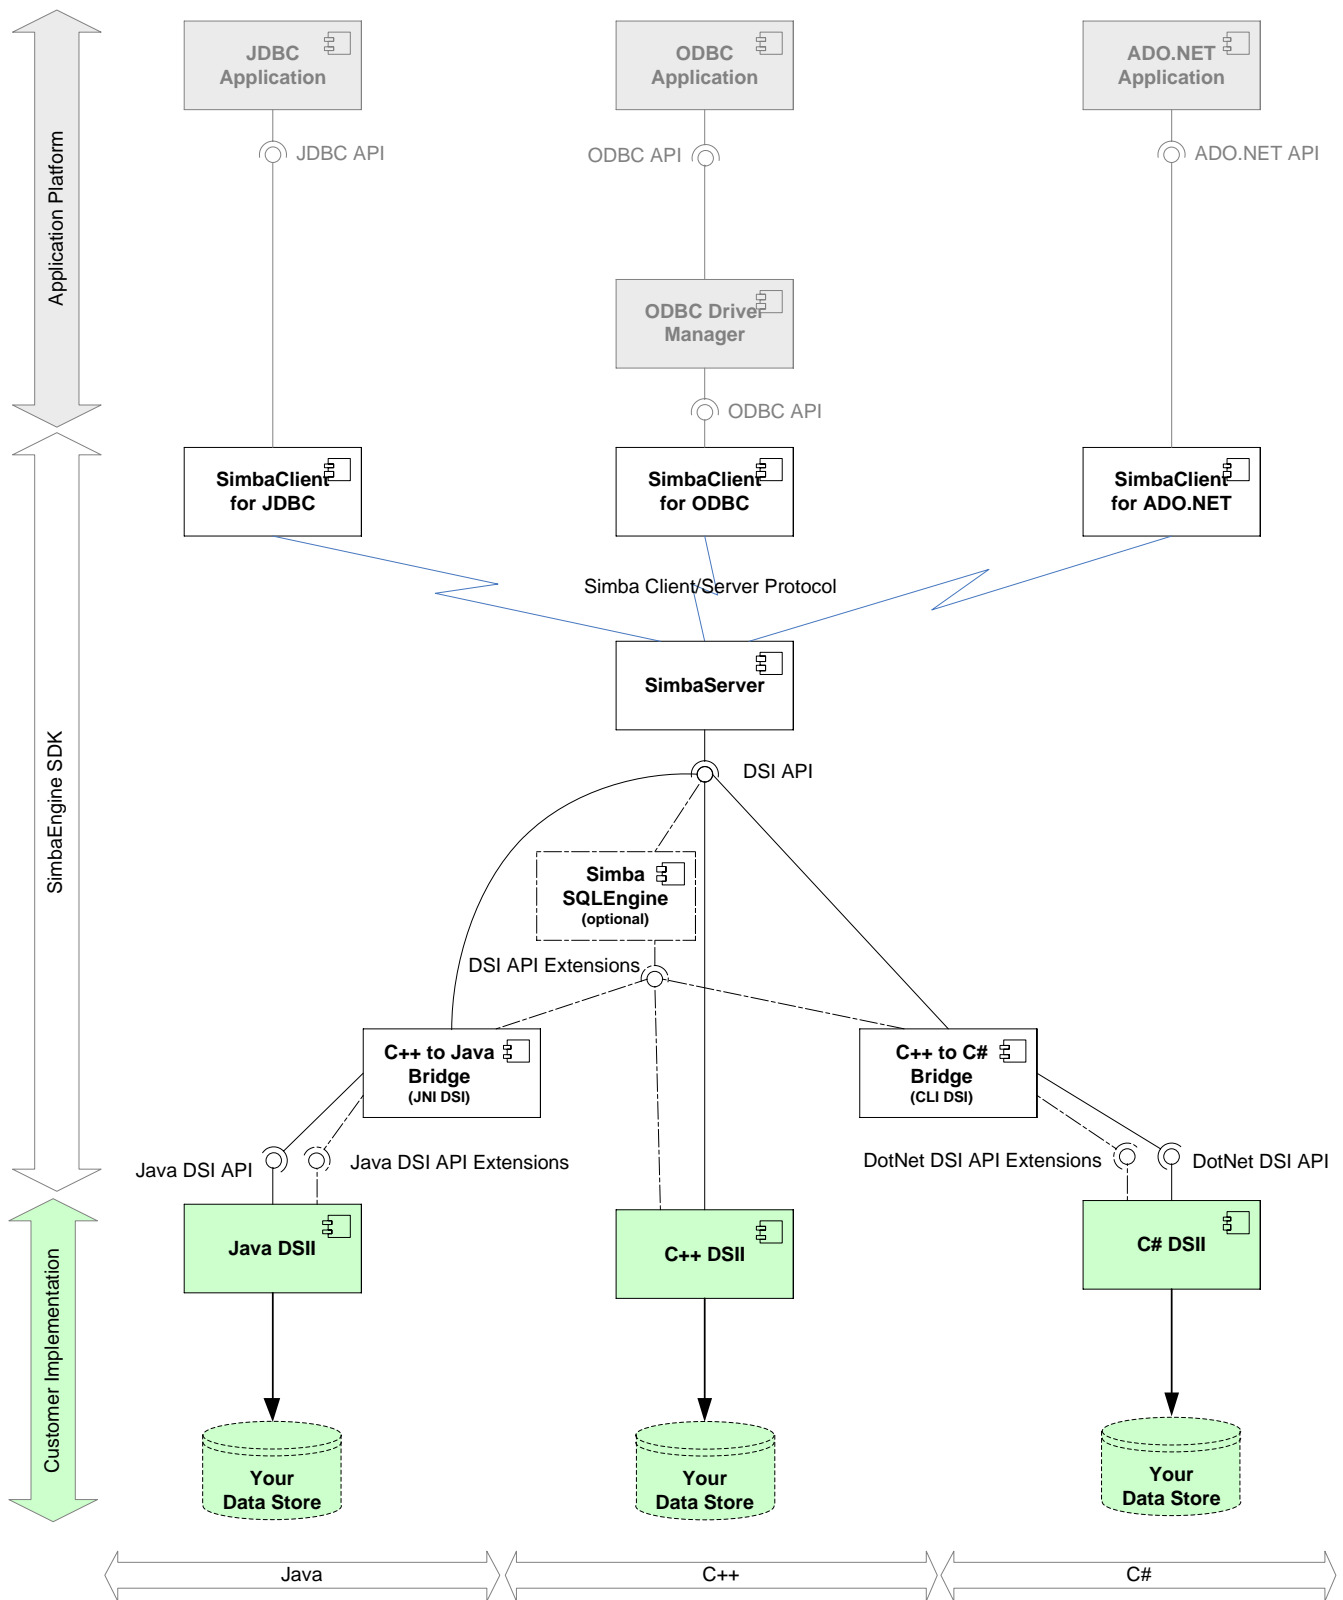 JDBC
Application
ODBC
Application
ADO.NET
Application
JDBC API
ODBC API
ADO.NET API
Application Platform
ODBC Driver
Manager
ODBC API
SimbaClient
for JDBC
SimbaClient
for ODBC
SimbaClient
for ADO.NET
Simba Client/Server Protocol
SimbaServer
DSI API
SimbaEngine SDK
Simba
SQLEngine
(optional)
DSI API Extensions
C++ to Java
Bridge
(JNI DSI)
C++ to C#
Bridge
(CLI DSI)
Java DSI API
Java DSI API Extensions
DotNet DSI API Extensions
DotNet DSI API
Java DSII
C++ DSII
C# DSII
Customer Implementation
Your
Data Store
Your
Data Store
Your
Data Store
Java
C++
C#